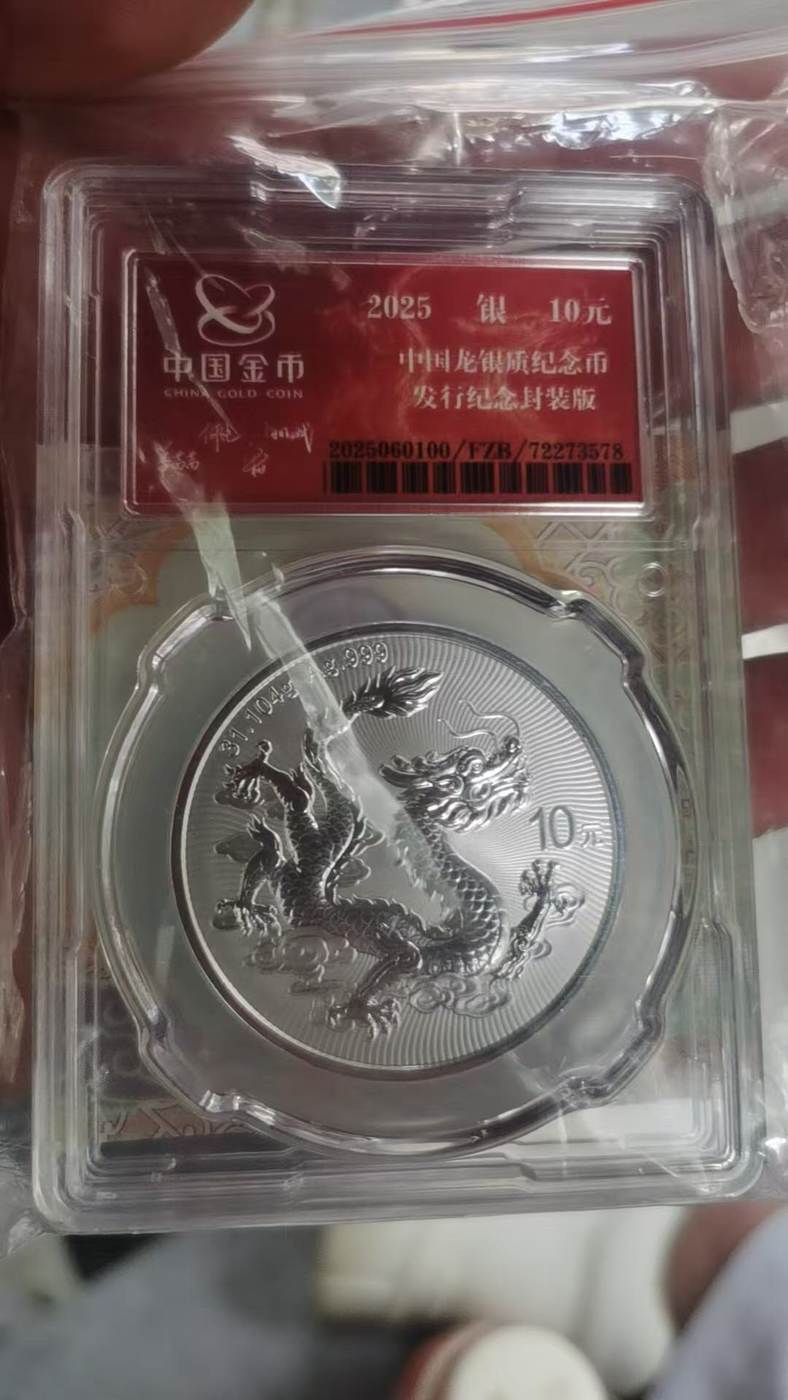 2025 银 10元
中国金币
CHINA GOLD COIN
中国龙银质纪念币
发行纪念封装版
2025060100/FZB/72273578
31.104g Ag.999
10元